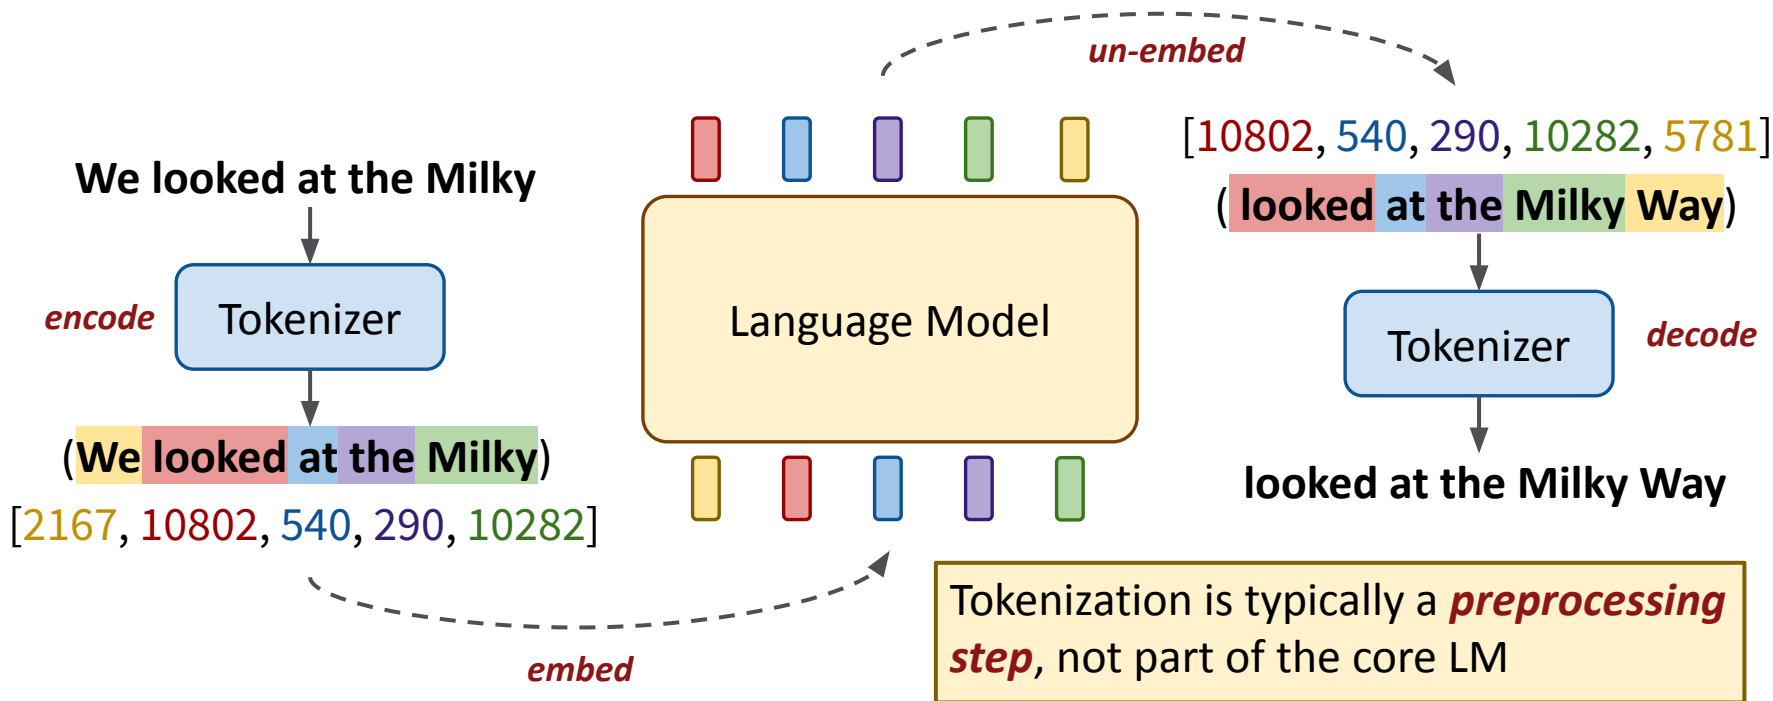 We looked at the Milky
encode
Tokenizer
(We looked at the Milky)
[2167, 10802, 540, 290, 10282]
embed
Language Model
un-embed
[10802, 540, 290, 10282, 5781]
( looked at the Milky Way)
Tokenizer
decode
looked at the Milky Way
Tokenization is typically a preprocessing
step, not part of the core LM